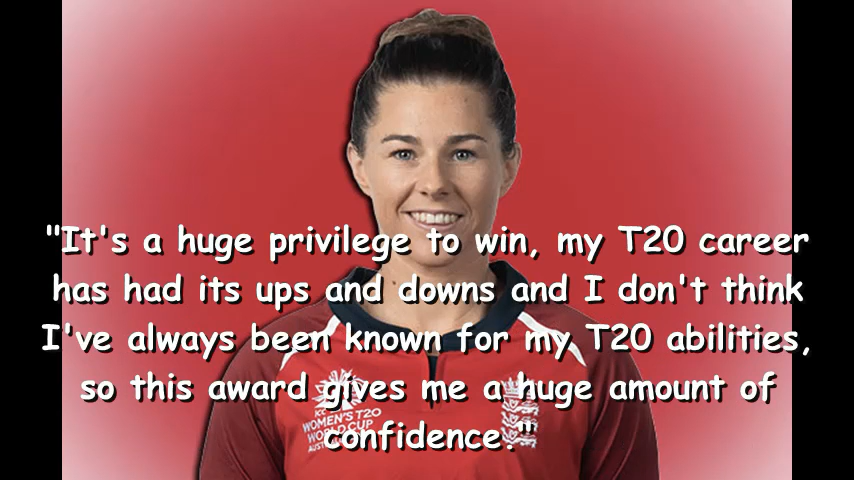 "It's a huge privilege to win, my T20 career
has had its ups and downs and I don't think
I've always been known for my T20 abilities,
so this award gives me a huge amount of
confidence."
WOMEN'S T20
WORLD CUP